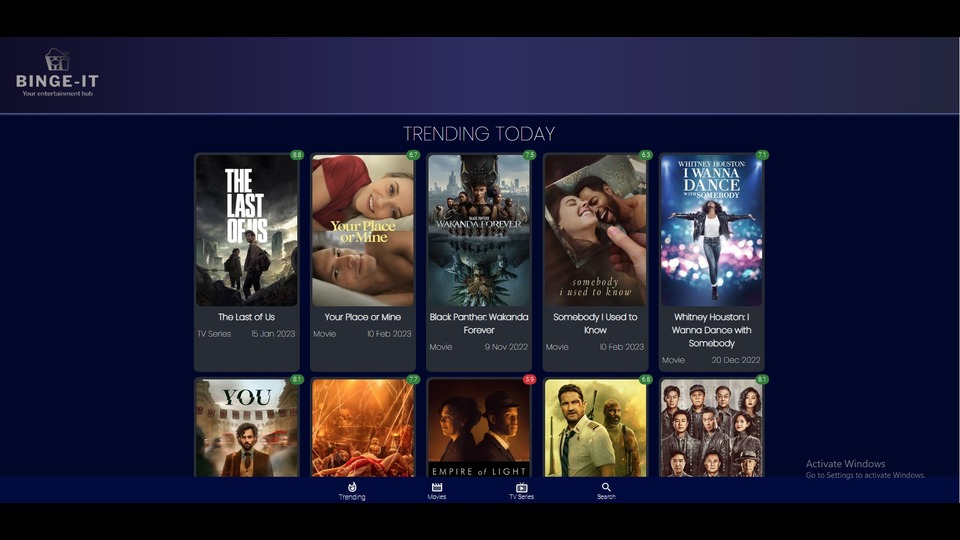 BINGE-IT
Your entertainment hub
TRENDING TODAY
8.8
6.7
7.5
6.3
7.1
THE
LAST
OF US
Your Place
or Mine
BLACK PANTHER
WAKANDA FOREVER
somebody
i used to know
WHITNEY HOUSTON:
I WANNA
DANCE
WITH SOMEBODY
The Last of Us
TV Series 15 Jan 2023
Your Place or Mine
Movie 10 Feb 2023
Black Panther: Wakanda
Forever
Movie 9 Nov 2022
Somebody I Used to
Know
Movie 10 Feb 2023
Whitney Houston: I
Wanna Dance with
Somebody
Movie 20 Dec 2022
8.1
7.7
5.9
6.8
8.1
YOU
EMPIRE of LIGHT
Activate Windows
Go to Settings to activate Windows.
Trending
Movies
TV Series
Search